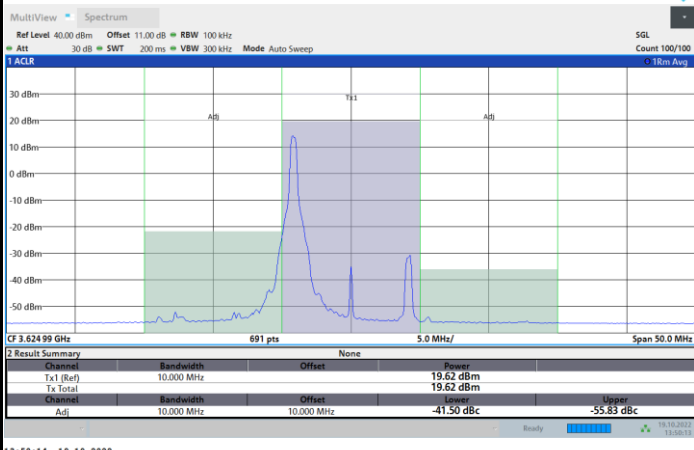 MultiView Spectrum
Ref Level 40.00 dBm Offset 11.00 dB RBW 100 kHz SGL
Att 30 dB SWT 200 ms VBW 300 kHz Mode Auto Sweep Count 100/100
1 ACLR 1Rm Avg
30 dBm
Tx1
20 dBm
Adj Adj
10 dBm
0 dBm
-10 dBm
-20 dBm
-30 dBm
-40 dBm
-50 dBm
CF 3.624 99 GHz 691 pts 5.0 MHz/ Span 50.0 MHz
2 Result Summary None
Channel Bandwidth Offset Power
Tx1 (Ref) 10.000 MHz 19.62 dBm
Tx Total 19.62 dBm
Channel Bandwidth Offset Lower Upper
Adj 10.000 MHz 10.000 MHz -41.50 dBc -55.83 dBc
Ready 19.10.2022
13:50:13